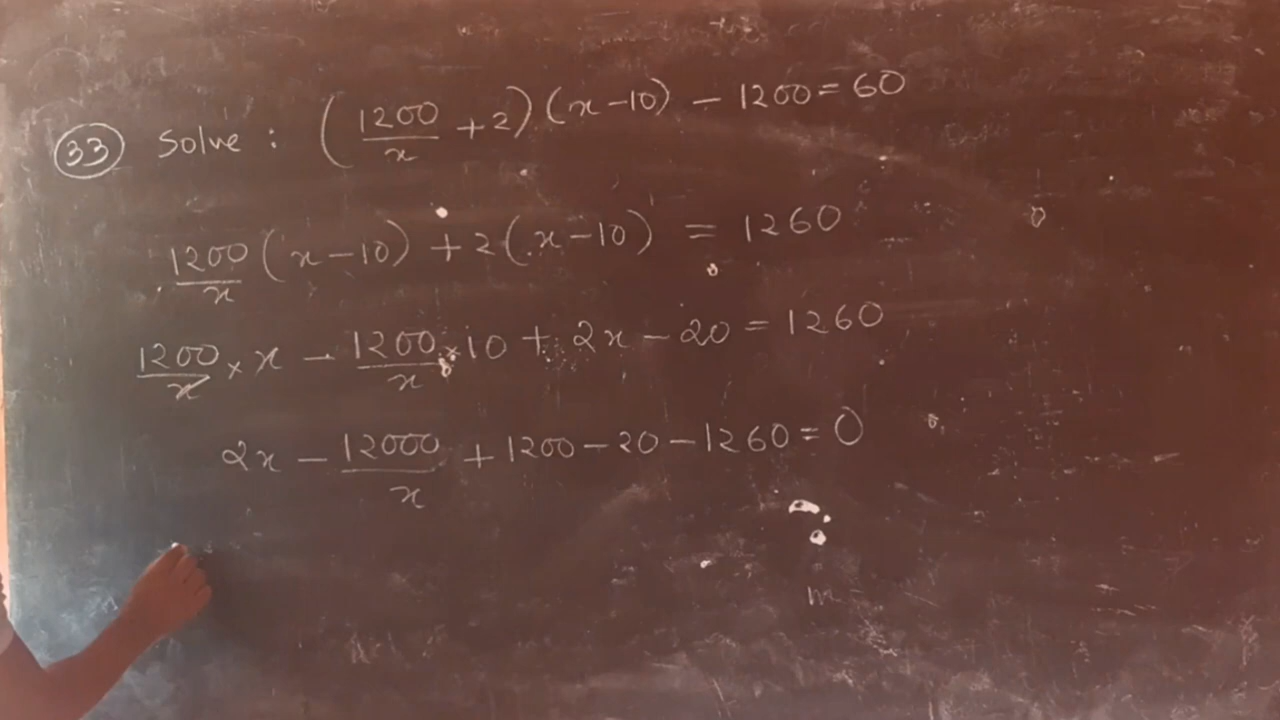 33 Solve : (1200/x + 2)(x-10) - 1200 = 60
1200/x (x-10) + 2(x-10) = 1260
1200/x × x - 1200/x × 10 + 2x - 20 = 1260
2x - 12000/x + 1200 - 20 - 1260 = 0